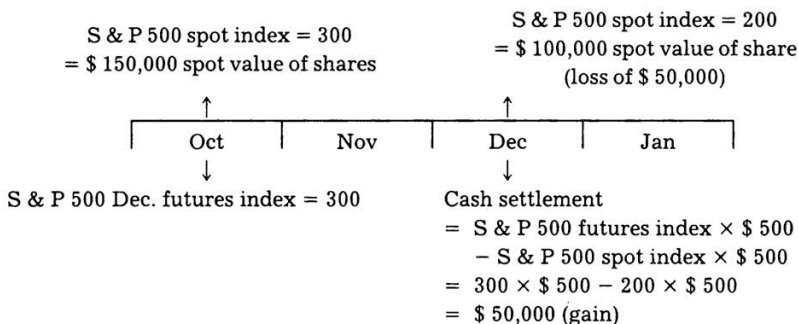 S & P 500 spot index = 300
= $ 150,000 spot value of shares
S & P 500 spot index = 200
= $ 100,000 spot value of share
(loss of $ 50,000)
Oct Nov Dec Jan
S & P 500 Dec. futures index = 300
Cash settlement
= S & P 500 futures index × $ 500
− S & P 500 spot index × $ 500
= 300 × $ 500 − 200 × $ 500
= $ 50,000 (gain)